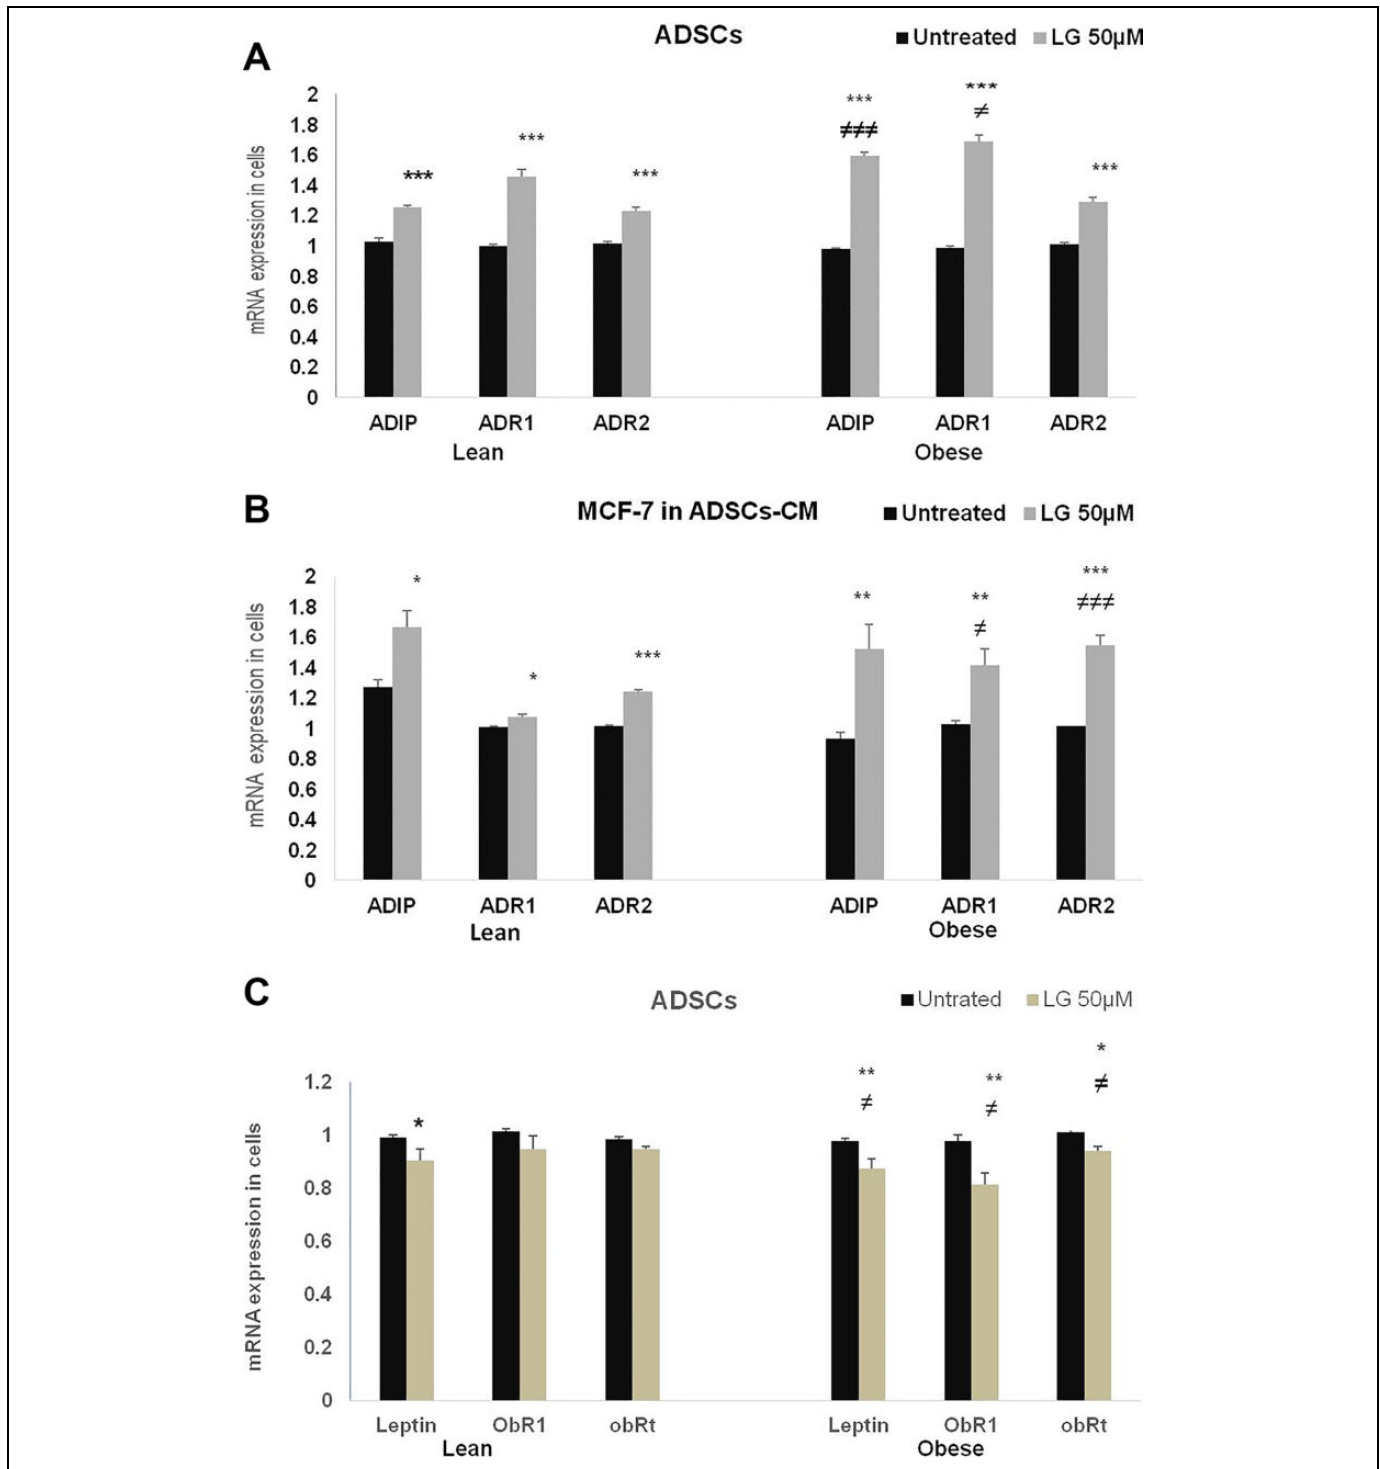 A
ADSCs
Untreated
LG 50µM
mRNA expression in cells
2
1.8
1.6
1.4
1.2
1
0.8
0.6
0.4
0.2
0
***
***
***
***
≠≠≠
***
≠
***
ADIP ADR1 ADR2 ADIP ADR1 ADR2
Lean Obese
B
MCF-7 in ADSCs-CM
Untreated
LG 50µM
mRNA expression in cells
2
1.8
1.6
1.4
1.2
1
0.8
0.6
0.4
0.2
0
*
*
***
**
**
≠
***
≠≠≠
ADIP ADR1 ADR2 ADIP ADR1 ADR2
Lean Obese
C
ADSCs
Untrated
LG 50µM
mRNA expression in cells
1.2
1
0.8
0.6
0.4
0.2
0
*
**
≠
**
≠
*
≠
Leptin ObR1 obRt Leptin ObR1 obRt
Lean Obese